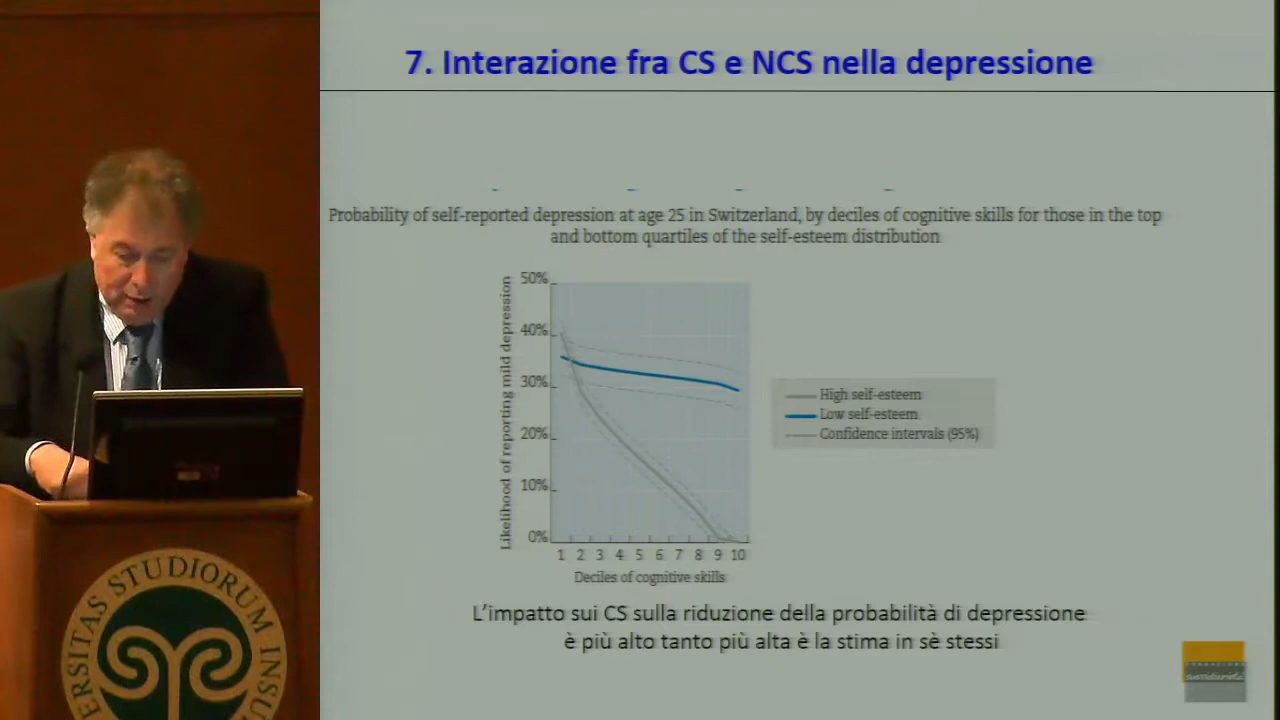 7. Interazione fra CS e NCS nella depressione
Probability of self-reported depression at age 25 in Switzerland, by deciles of cognitive skills for those in the top
and bottom quartiles of the self-esteem distribution
Likelihood of reporting mild depression
50%
40%
30%
20%
10%
0%
1 2 3 4 5 6 7 8 9 10
Deciles of cognitive skills
High self-esteem
Low self-esteem
Confidence intervals (95%)
L'impatto sui CS sulla riduzione della probabilità di depressione
è più alto tanto più alta è la stima in sè stessi
STUDIORUM